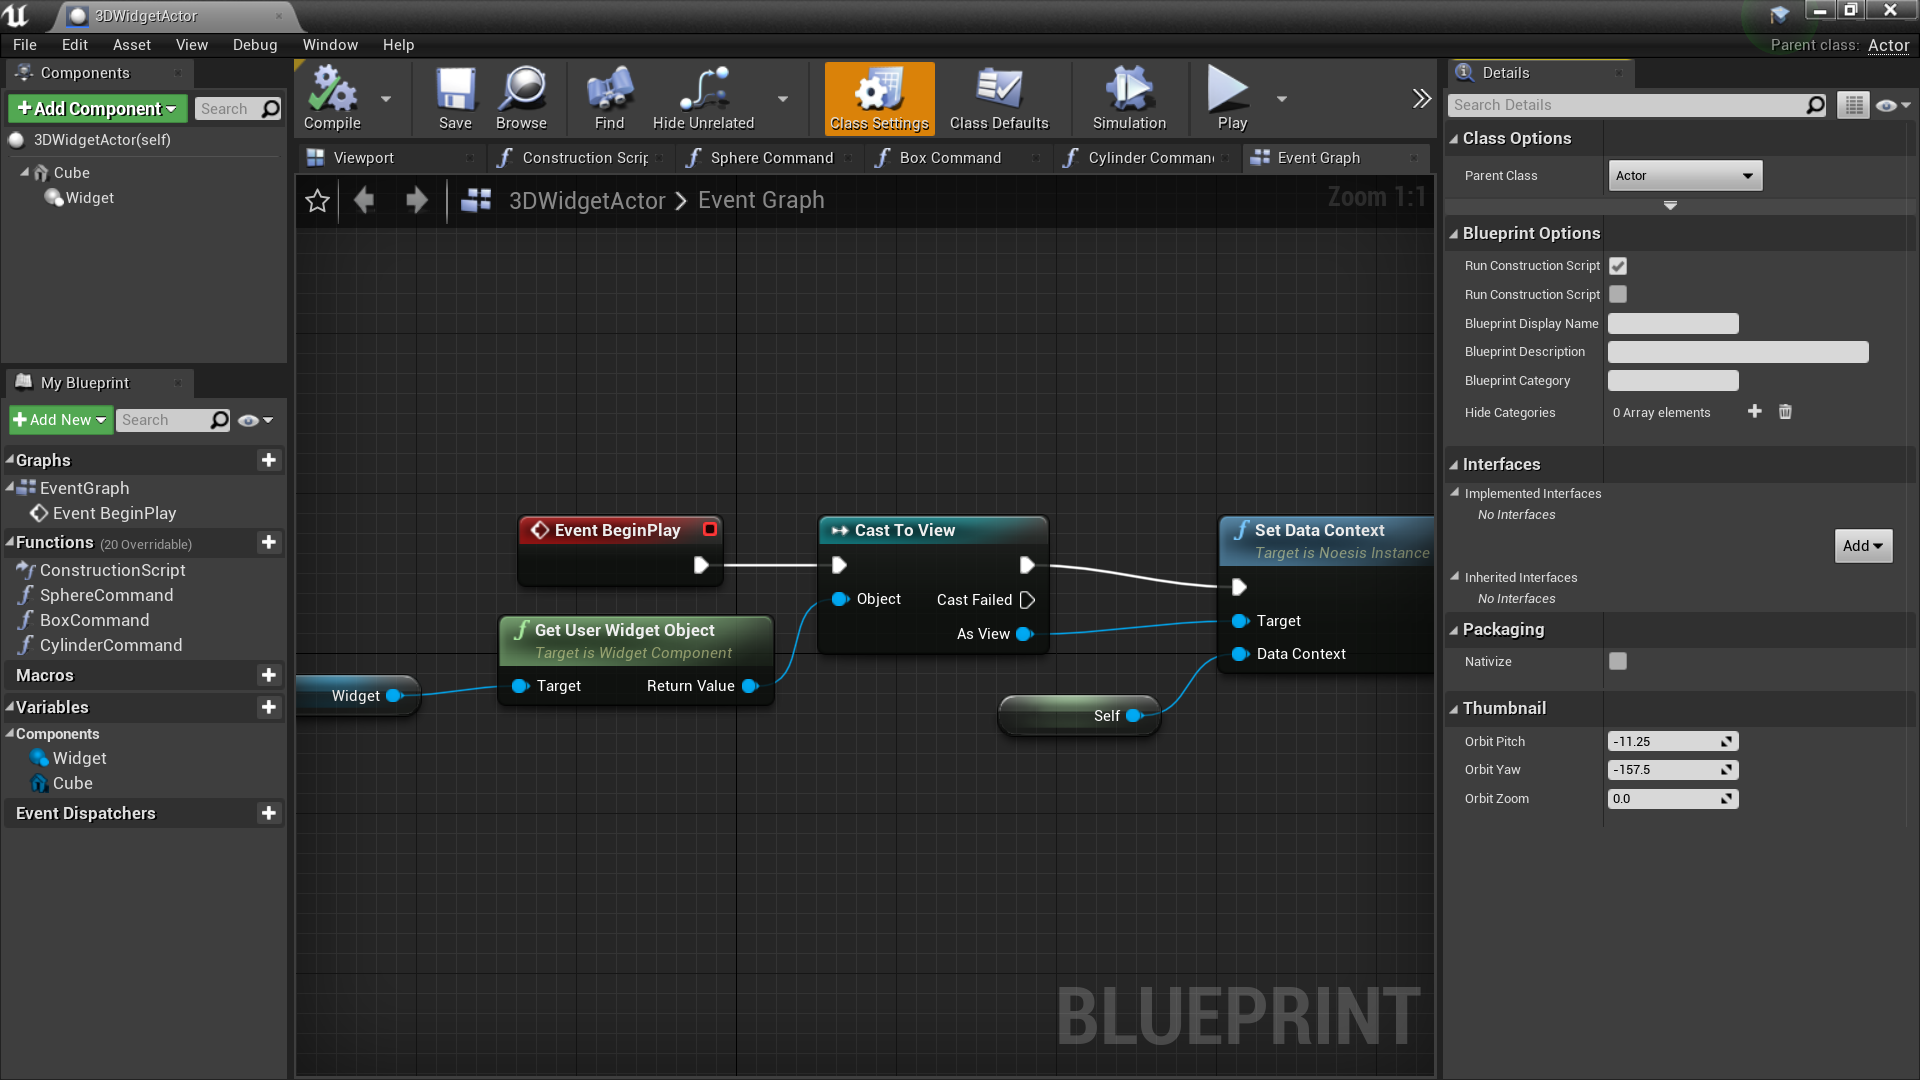 3DWidgetActor
File Edit Asset View Debug Window Help
Parent class: Actor
Components
Add Component
Search
3DWidgetActor(self)
Cube
Widget
My Blueprint
Add New
Search
Graphs
EventGraph
Event BeginPlay
Functions (20 Overridable)
ConstructionScript
SphereCommand
BoxCommand
CylinderCommand
Macros
Variables
Components
Widget
Cube
Event Dispatchers
Compile
Save
Browse
Find
Hide Unrelated
Class Settings
Class Defaults
Simulation
Play
Viewport
Construction Scrip
Sphere Command
Box Command
Cylinder Comman
Event Graph
3DWidgetActor > Event Graph
Zoom 1:1
Event BeginPlay
Cast To View
Object
Cast Failed
As View
Set Data Context
Target is Noesis Instance
Target
Data Context
Get User Widget Object
Target is Widget Component
Target
Return Value
Widget
Self
BLUEPRINT
Details
Search Details
Class Options
Parent Class Actor
Blueprint Options
Run Construction Script
Run Construction Script
Blueprint Display Name
Blueprint Description
Blueprint Category
Hide Categories 0 Array elements
Interfaces
Implemented Interfaces
No Interfaces
Add
Inherited Interfaces
No Interfaces
Packaging
Nativize
Thumbnail
Orbit Pitch -11.25
Orbit Yaw -157.5
Orbit Zoom 0.0